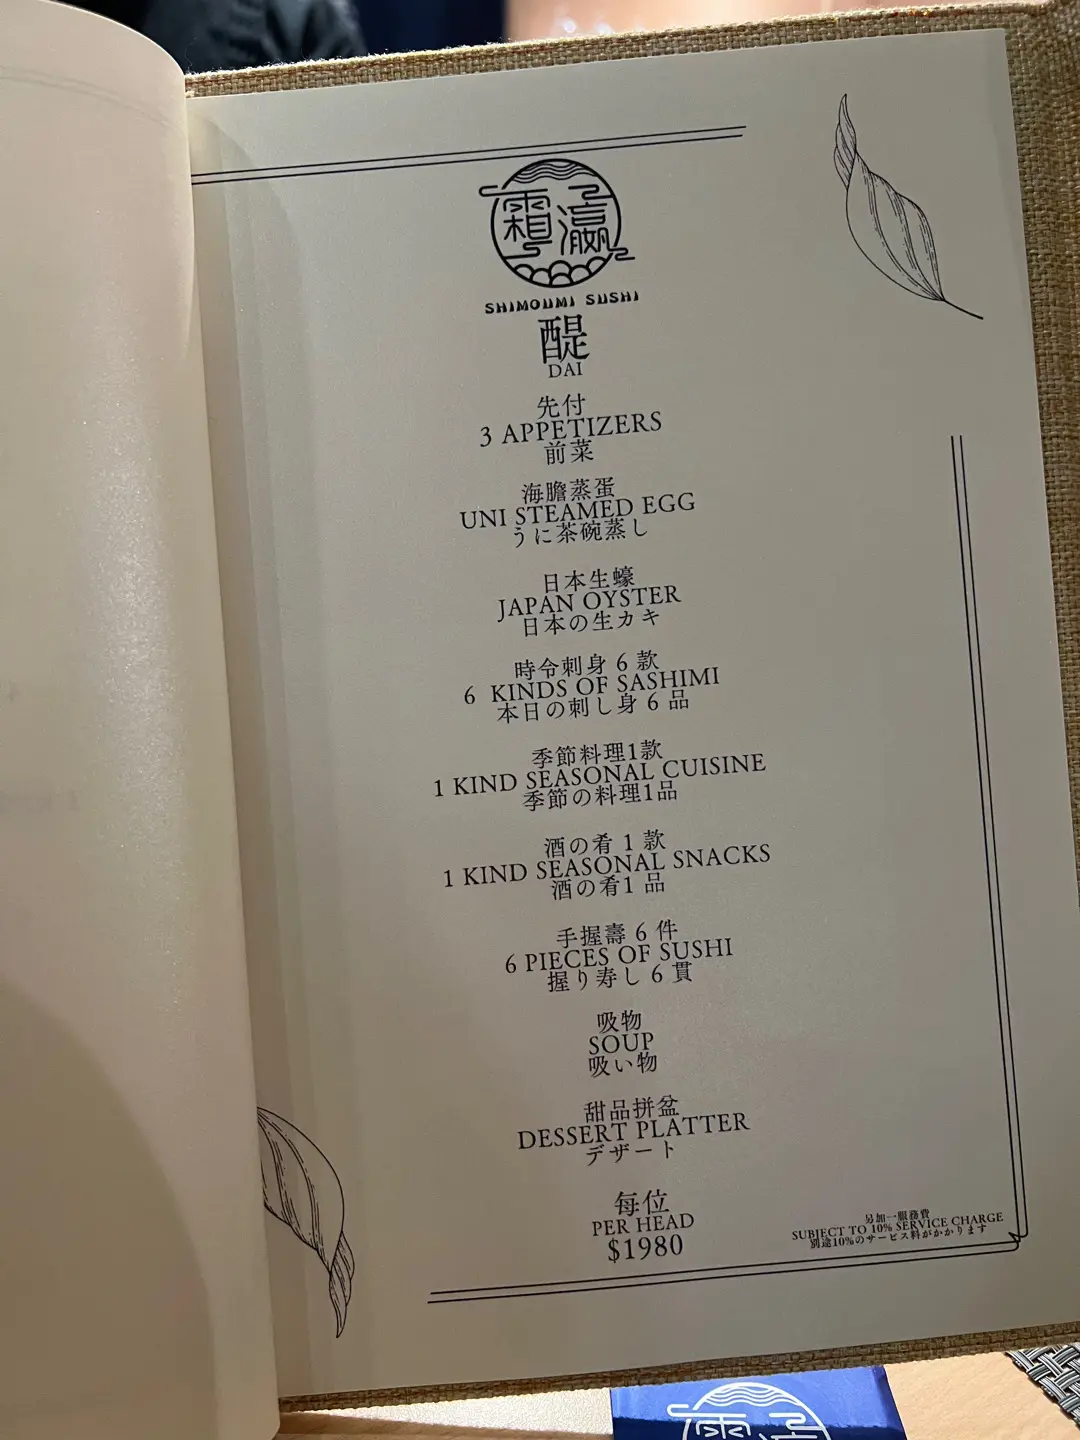 霜瀛
SHIMOUMI SUSHI
醍
DAI
先付
3 APPETIZERS
前菜
海膽蒸蛋
UNI STEAMED EGG
うに茶碗蒸し
日本生蠔
JAPAN OYSTER
日本の生カキ
時令刺身 6 款
6 KINDS OF SASHIMI
本日の刺し身 6 品
季節料理1款
1 KIND SEASONAL CUISINE
季節の料理1品
酒の肴 1 款
1 KIND SEASONAL SNACKS
酒の肴1 品
手握壽 6 件
6 PIECES OF SUSHI
握り寿し 6 貫
吸物
SOUP
吸い物
甜品拼盆
DESSERT PLATTER
デザート
每位
PER HEAD
$1980
另加一服務費
SUBJECT TO 10% SERVICE CHARGE
別途10%のサービス料がかかります